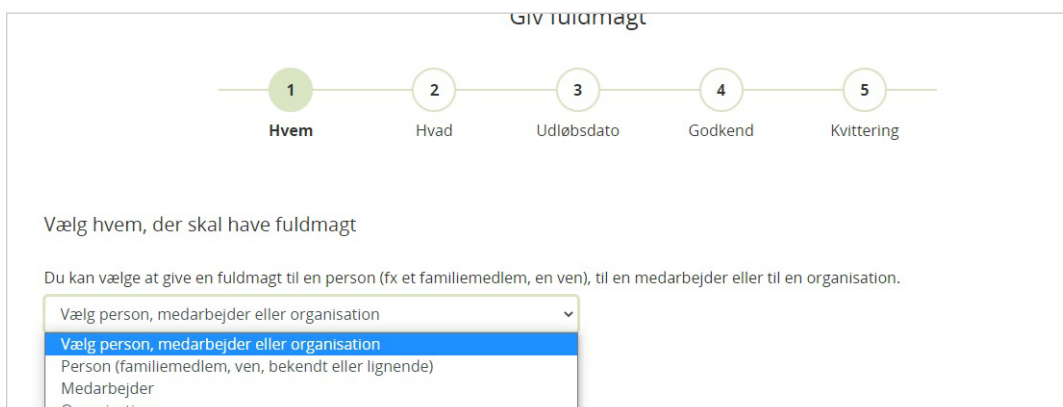 Giv fuldmagt
1 2 3 4 5
Hvem Hvad Udløbsdato Godkend Kvittering
Vælg hvem, der skal have fuldmagt
Du kan vælge at give en fuldmagt til en person (fx et familiemedlem, en ven), til en medarbejder eller til en organisation.
Vælg person, medarbejder eller organisation
Vælg person, medarbejder eller organisation
Person (familiemedlem, ven, bekendt eller lignende)
Medarbejder